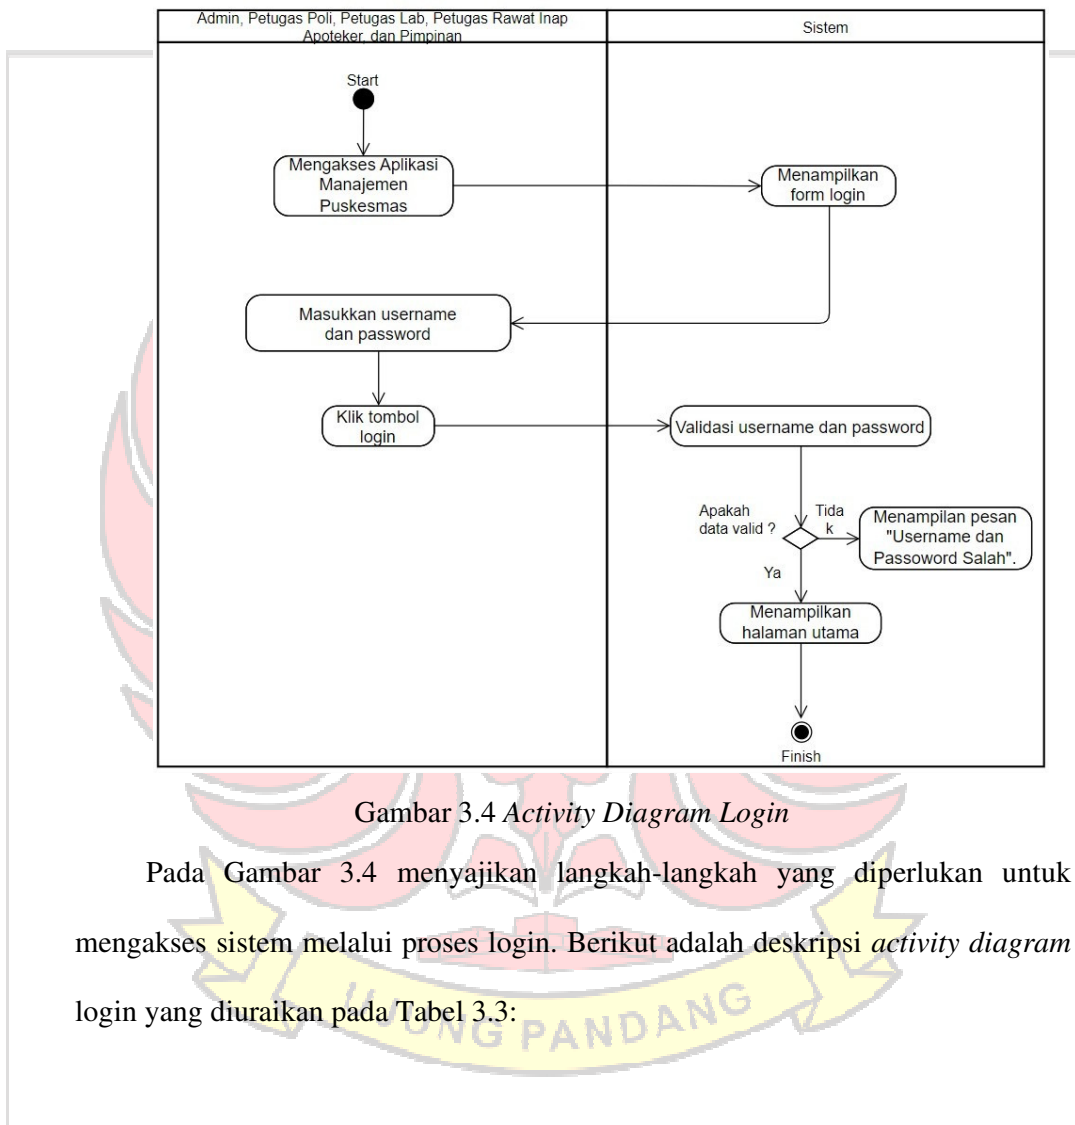 Admin, Petugas Poli, Petugas Lab, Petugas Rawat Inap
Apoteker, dan Pimpinan
Sistem
Start
Mengakses Aplikasi
Manajemen
Puskesmas
Menampilkan
form login
Masukkan username
dan password
Klik tombol
login
Validasi username dan password
Apakah
data valid ?
Tida
k
Menampilan pesan
"Username dan
Passoword Salah".
Ya
Menampilkan
halaman utama
Finish
Gambar 3.4 Activity Diagram Login
Pada Gambar 3.4 menyajikan langkah-langkah yang diperlukan untuk
mengakses sistem melalui proses login. Berikut adalah deskripsi activity diagram
login yang diuraikan pada Tabel 3.3:
UJUNG PANDANG